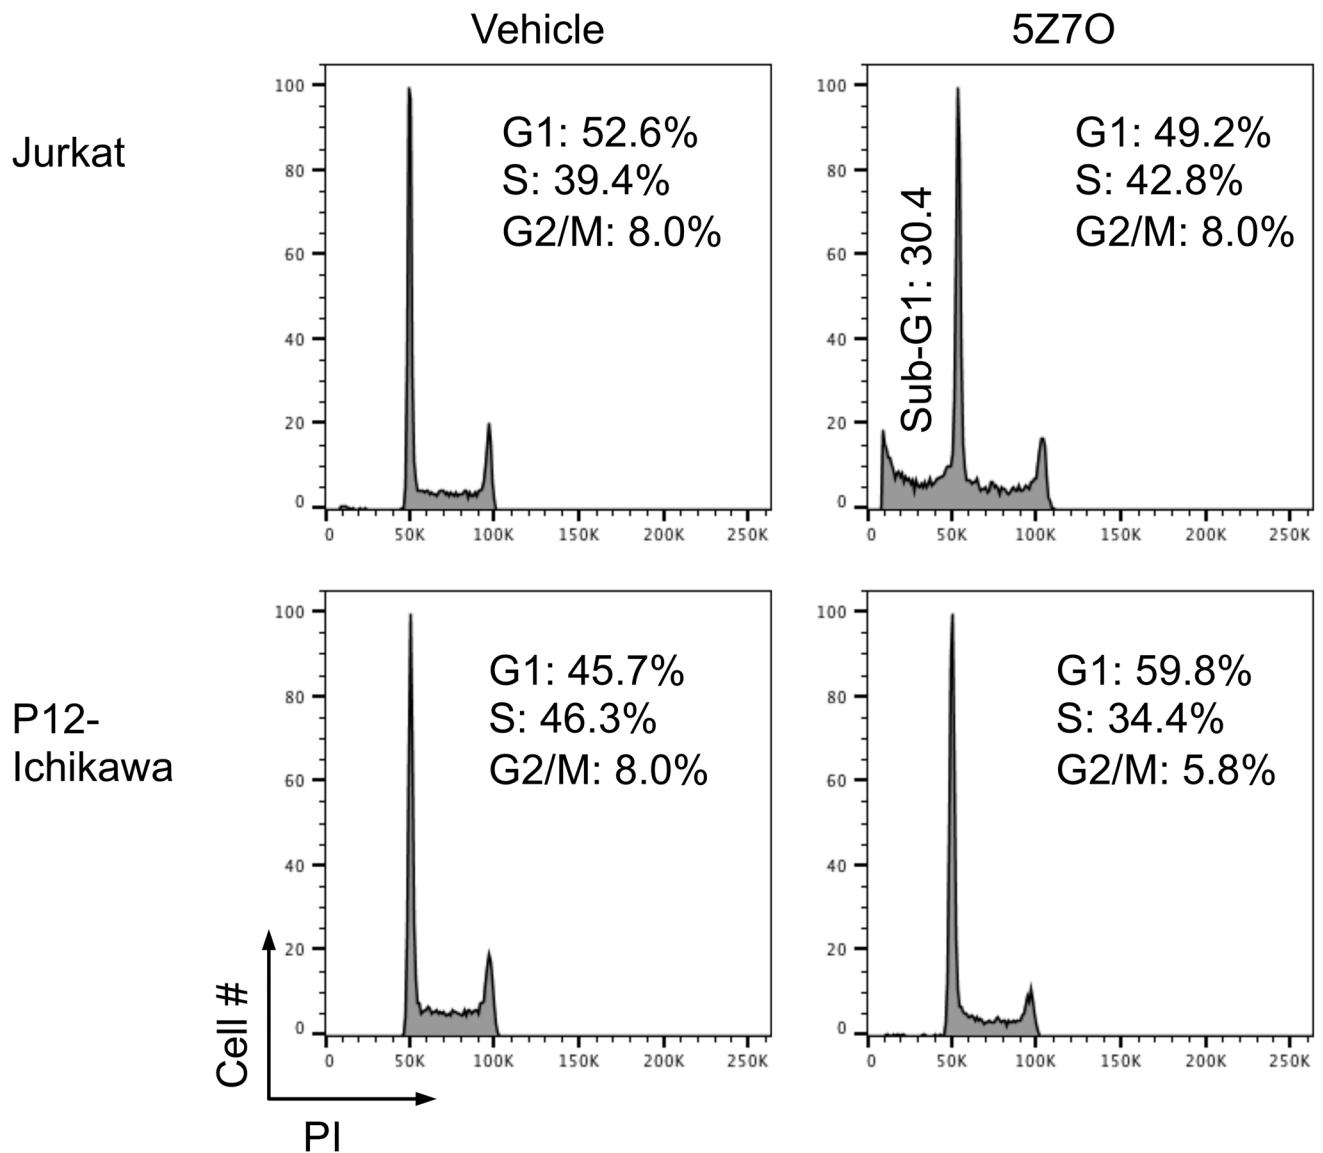 Vehicle
5Z7O
Jurkat
100
80
60
40
20
0
0 50K 100K 150K 200K 250K
G1: 52.6%
S: 39.4%
G2/M: 8.0%
100
80
60
40
20
0
0 50K 100K 150K 200K 250K
Sub-G1: 30.4
G1: 49.2%
S: 42.8%
G2/M: 8.0%
P12-
Ichikawa
100
80
60
40
20
0
0 50K 100K 150K 200K 250K
G1: 45.7%
S: 46.3%
G2/M: 8.0%
100
80
60
40
20
0
0 50K 100K 150K 200K 250K
G1: 59.8%
S: 34.4%
G2/M: 5.8%
Cell #
PI